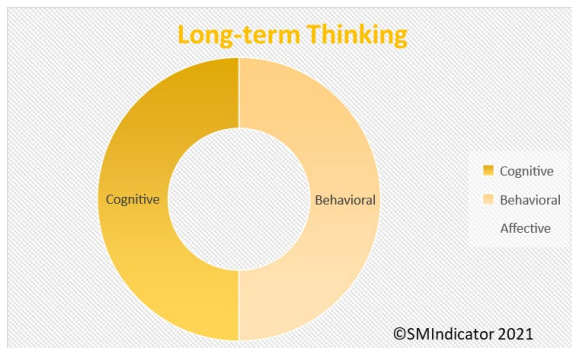 Long-term Thinking
Cognitive
Behavioral
Cognitive
Behavioral
Affective
©SMIndicator 2021